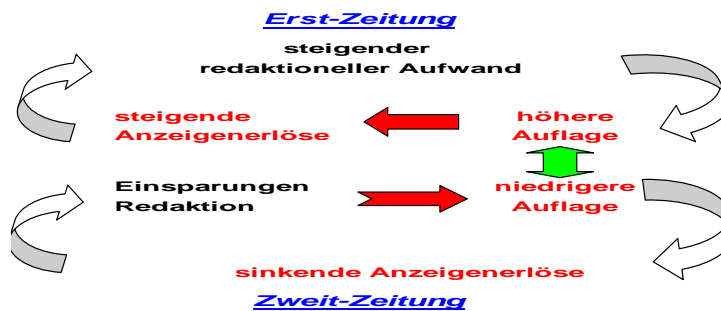 Erst-Zeitung
steigender
redaktioneller Aufwand
steigende
Anzeigenerlöse
höhere
Auflage
Einsparungen
Redaktion
niedrigere
Auflage
sinkende Anzeigenerlöse
Zweit-Zeitung